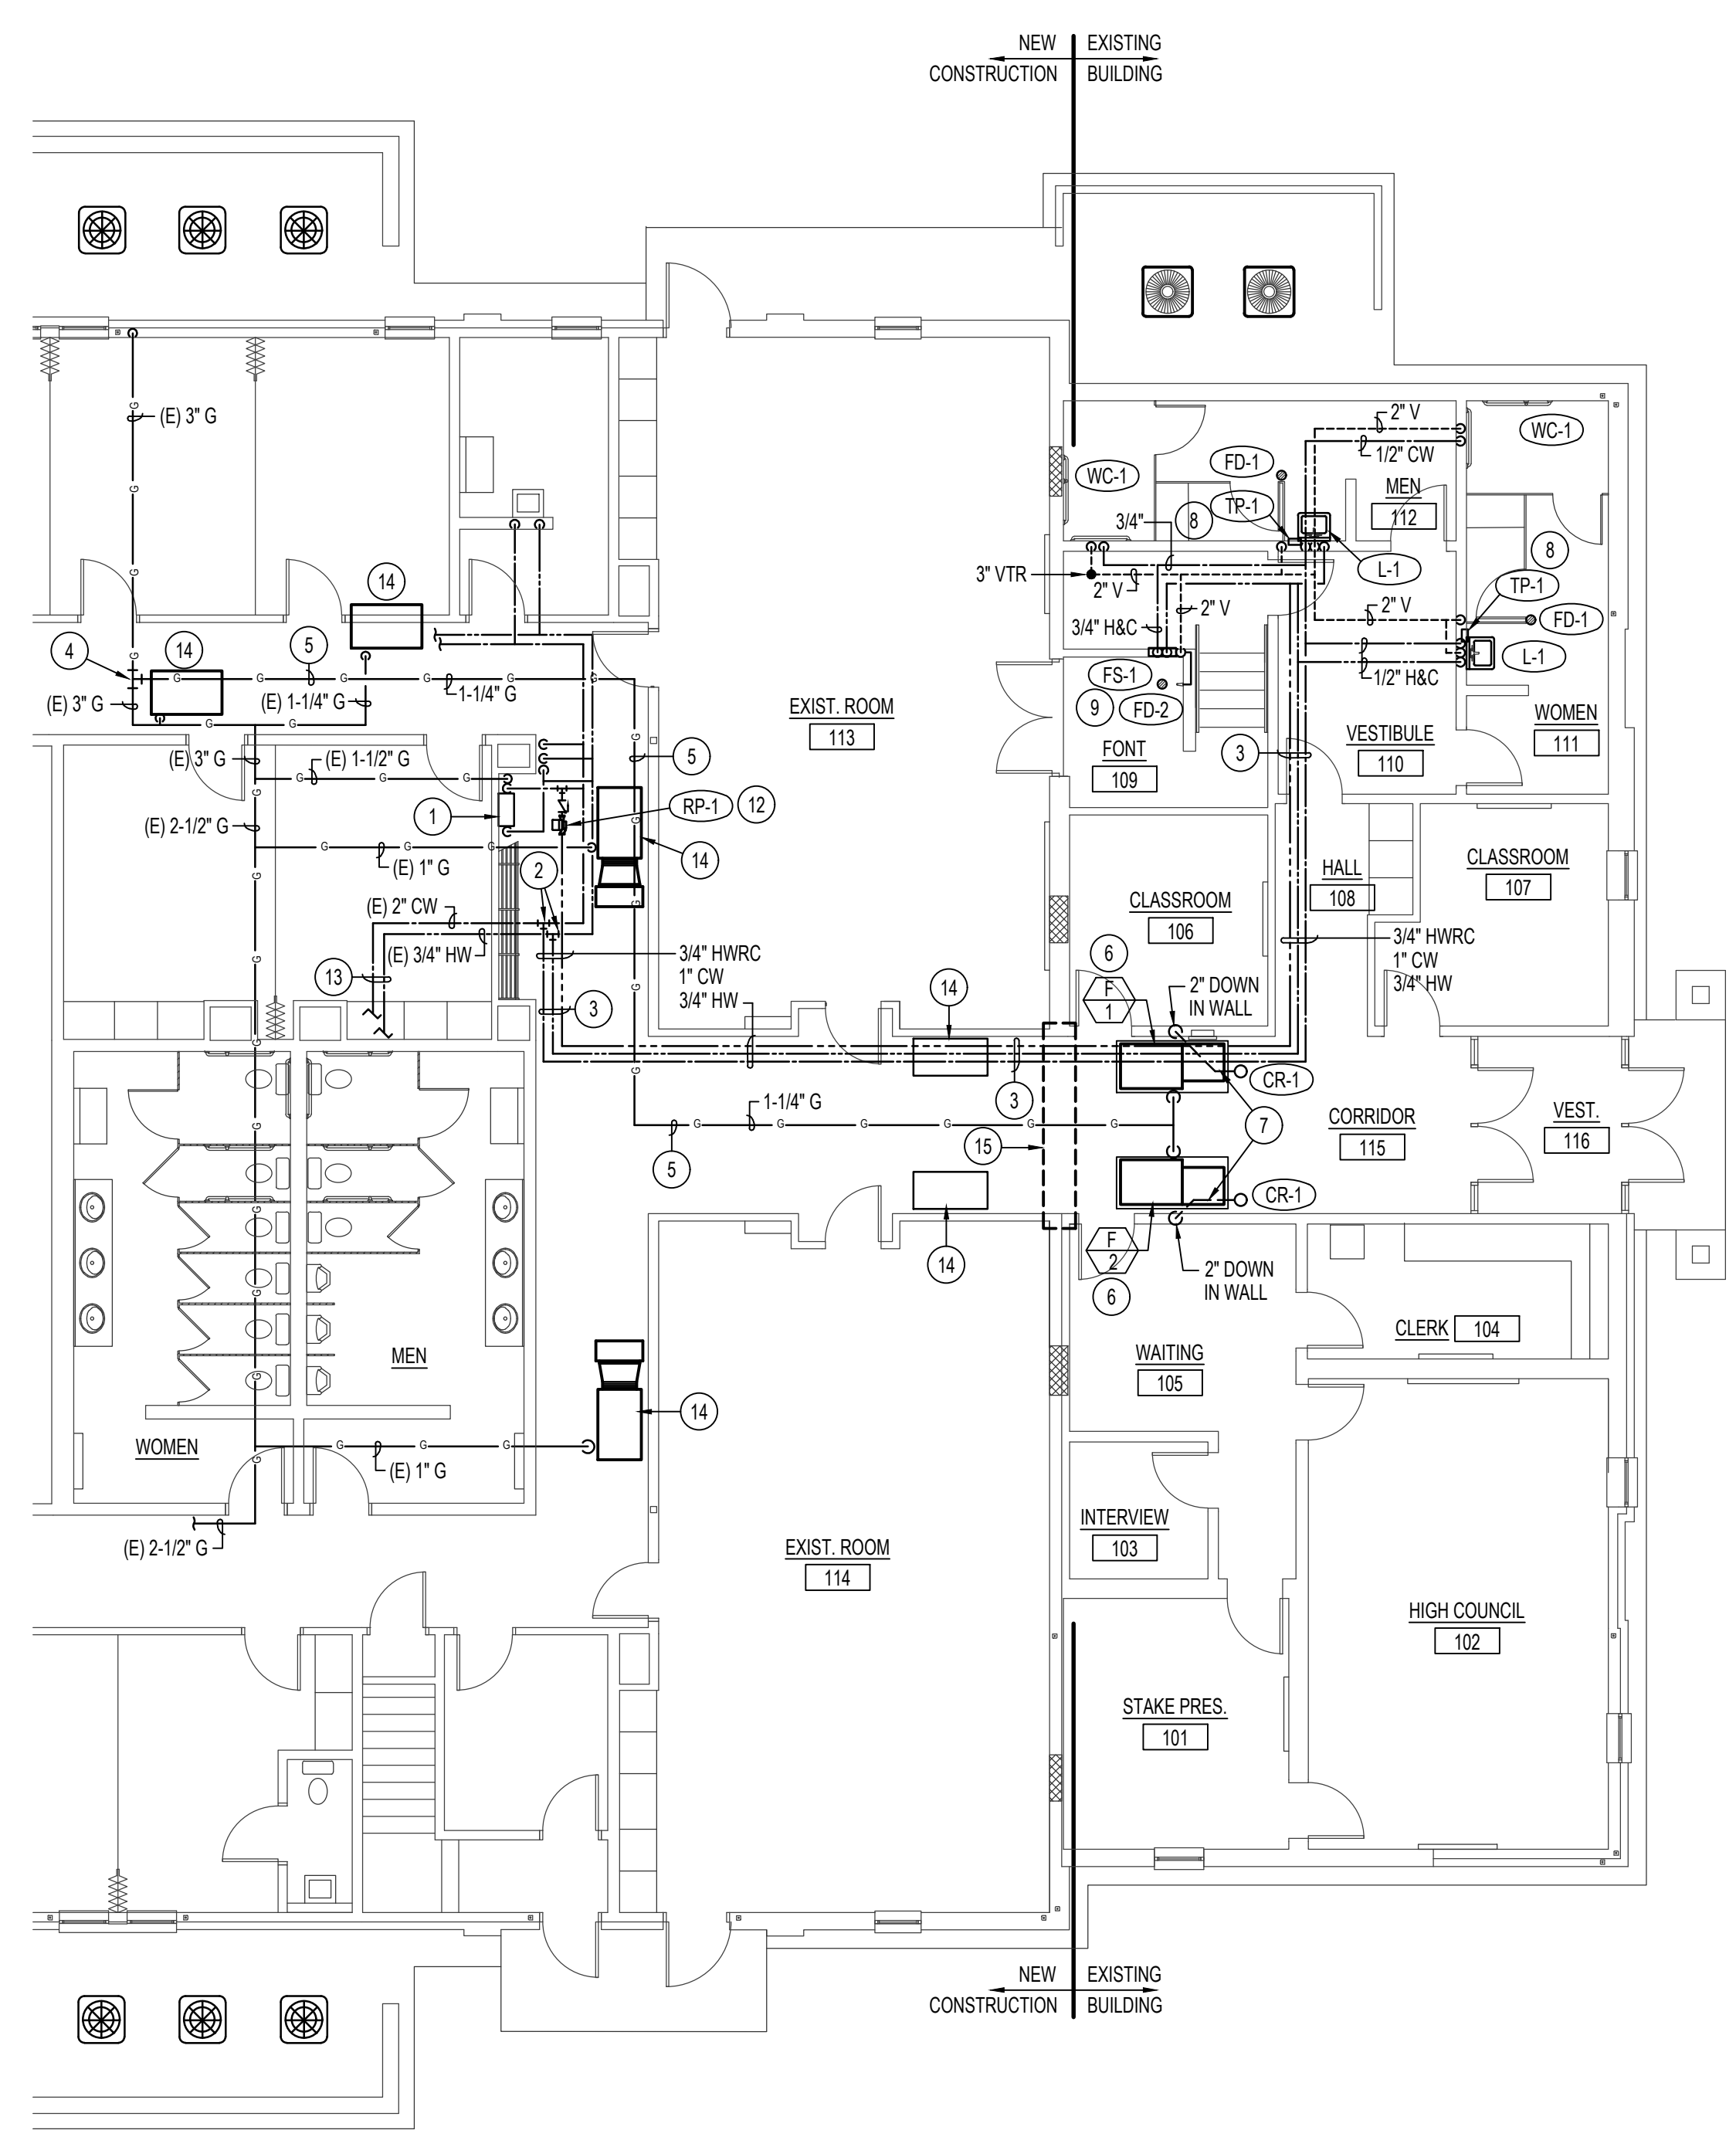 NEW EXISTING
CONSTRUCTION BUILDING
(E) 3" G
2" V
1/2" CW
WC-1
WC-1
FD-1
TP-1
MEN
112
8
3/4"
8
L-1
3" VTR
2" V
2" V
2" V
TP-1
FD-1
L-1
3/4" H&C
1/2" H&C
14
4
14
5
(E) 3" G
(E) 1-1/4" G
1-1/4" G
FS-1
9
FD-2
FONT
109
EXIST. ROOM
113
WOMEN
111
VESTIBULE
110
3
(E) 3" G
(E) 1-1/2" G
5
1
RP-1
12
(E) 2-1/2" G
(E) 1" G
14
2
HALL
108
CLASSROOM
107
CLASSROOM
106
(E) 2" CW
(E) 3/4" HW
13
3
3/4" HWRC
1" CW
3/4" HW
3/4" HWRC
1" CW
3/4" HW
6
F
1
2" DOWN
IN WALL
14
3
CR-1
1-1/4" G
5
15
7
CORRIDOR
115
VEST.
116
CR-1
14
F
2
6
2" DOWN
IN WALL
CLERK 104
WAITING
105
MEN
14
WOMEN
(E) 1" G
(E) 2-1/2" G
INTERVIEW
103
EXIST. ROOM
114
HIGH COUNCIL
102
STAKE PRES.
101
NEW EXISTING
CONSTRUCTION BUILDING